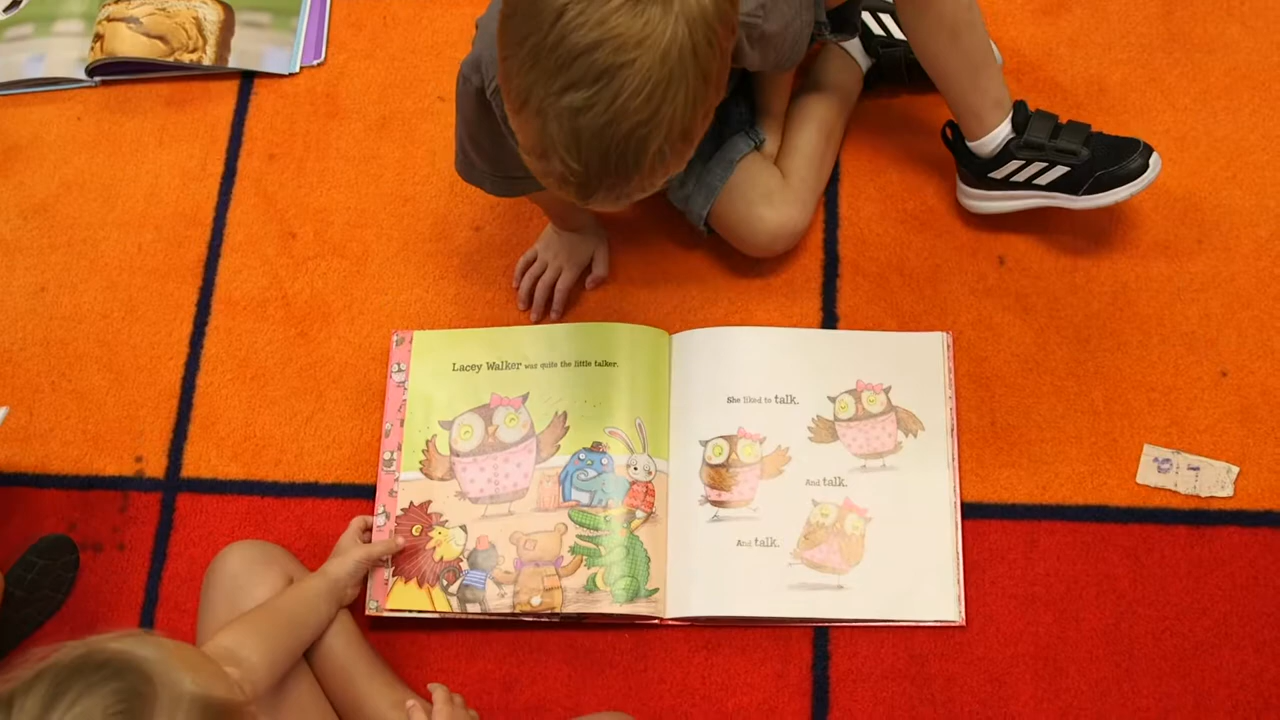 Lacey Walker was quite the little talker.
She liked to talk.
And talk.
And talk.